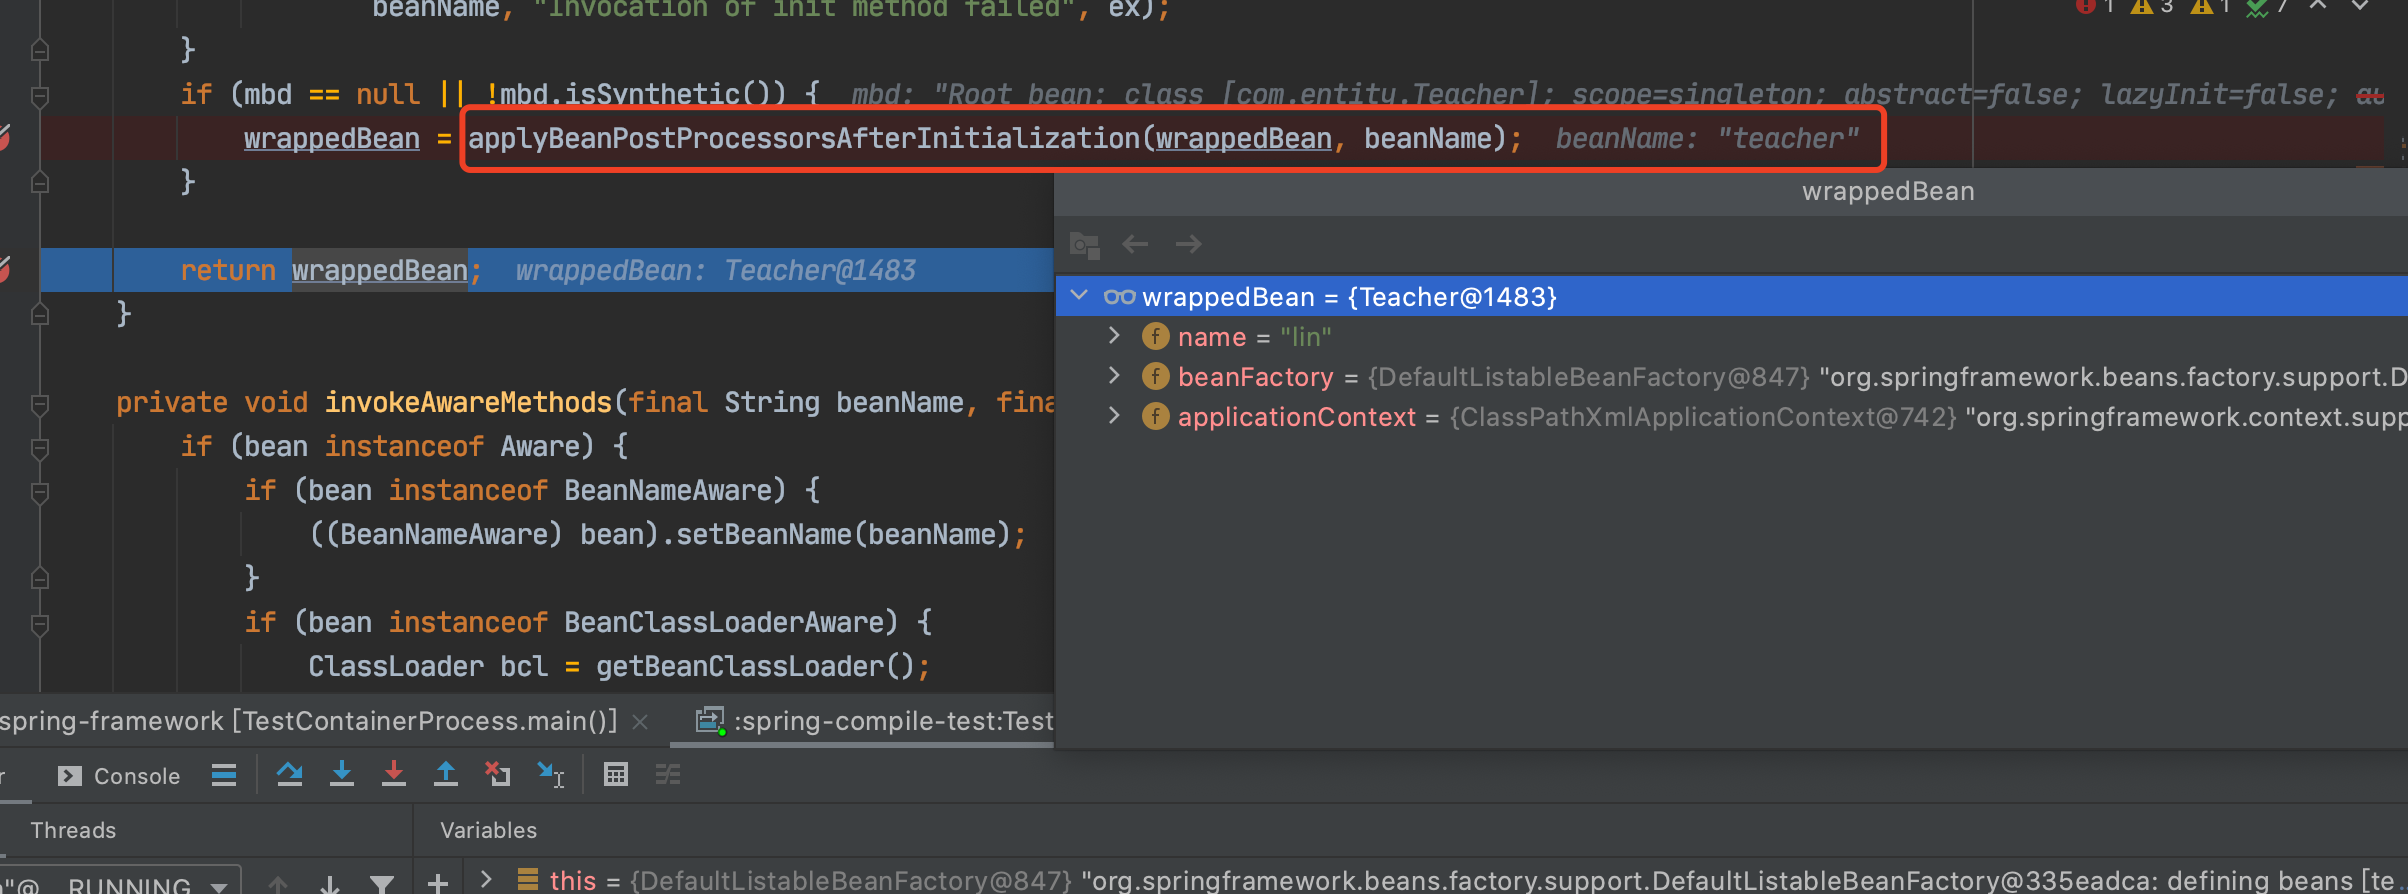 beanName, "Invocation of init method failed", ex);
1 3 1 7
}
if (mbd == null || !mbd.isSynthetic()) { mbd: "Root bean: class [com.entity.Teacher]; scope=singleton; abstract=false; lazyInit=false; au
wrappedBean = applyBeanPostProcessorsAfterInitialization(wrappedBean, beanName); beanName: "teacher"
}
wrappedBean
return wrappedBean; wrappedBean: Teacher@1483
wrappedBean = {Teacher@1483}
}
f name = "lin"
f beanFactory = {DefaultListableBeanFactory@847} "org.springframework.beans.factory.support.D
private void invokeAwareMethods(final String beanName, fina
f applicationContext = {ClassPathXmlApplicationContext@742} "org.springframework.context.supp
if (bean instanceof Aware) {
if (bean instanceof BeanNameAware) {
((BeanNameAware) bean).setBeanName(beanName);
}
if (bean instanceof BeanClassLoaderAware) {
ClassLoader bcl = getBeanClassLoader();
spring-framework [TestContainerProcess.main()] :spring-compile-test:Test
r Console
Threads Variables
"@ RUNNING this = {DefaultListableBeanFactory@847} "org.springframework.beans.factory.support.DefaultListableBeanFactory@335eadca: defining beans [te